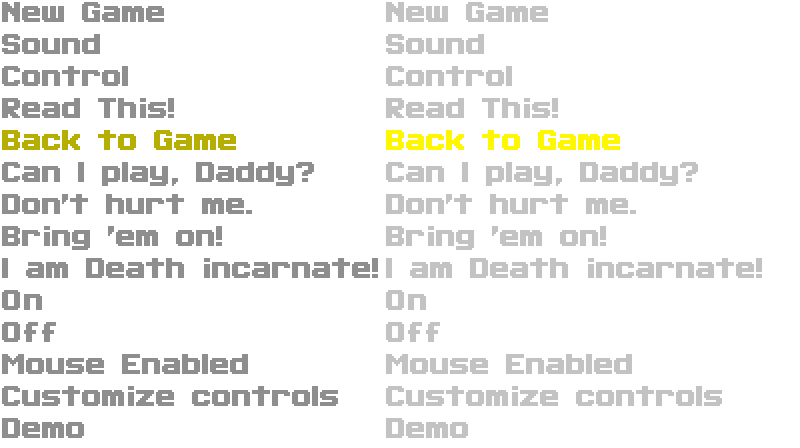 New Game New Game
Sound Sound
Control Control
Read This! Read This!
Back to Game Back to Game
Can I play, Daddy? Can I play, Daddy?
Don't hurt me. Don't hurt me.
Bring 'em on! Bring 'em on!
I am Death incarnate! I am Death incarnate!
On On
Off Off
Mouse Enabled Mouse Enabled
Customize controls Customize controls
Demo Demo